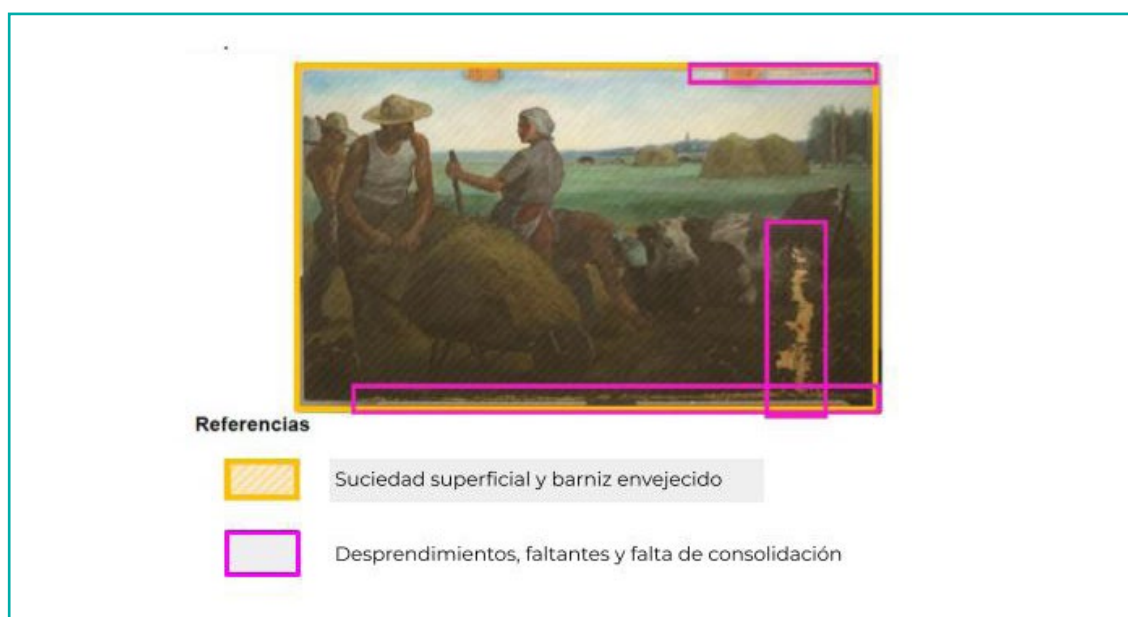 Referencias
Suciedad superficial y barniz envejecido
Desprendimientos, faltantes y falta de consolidación